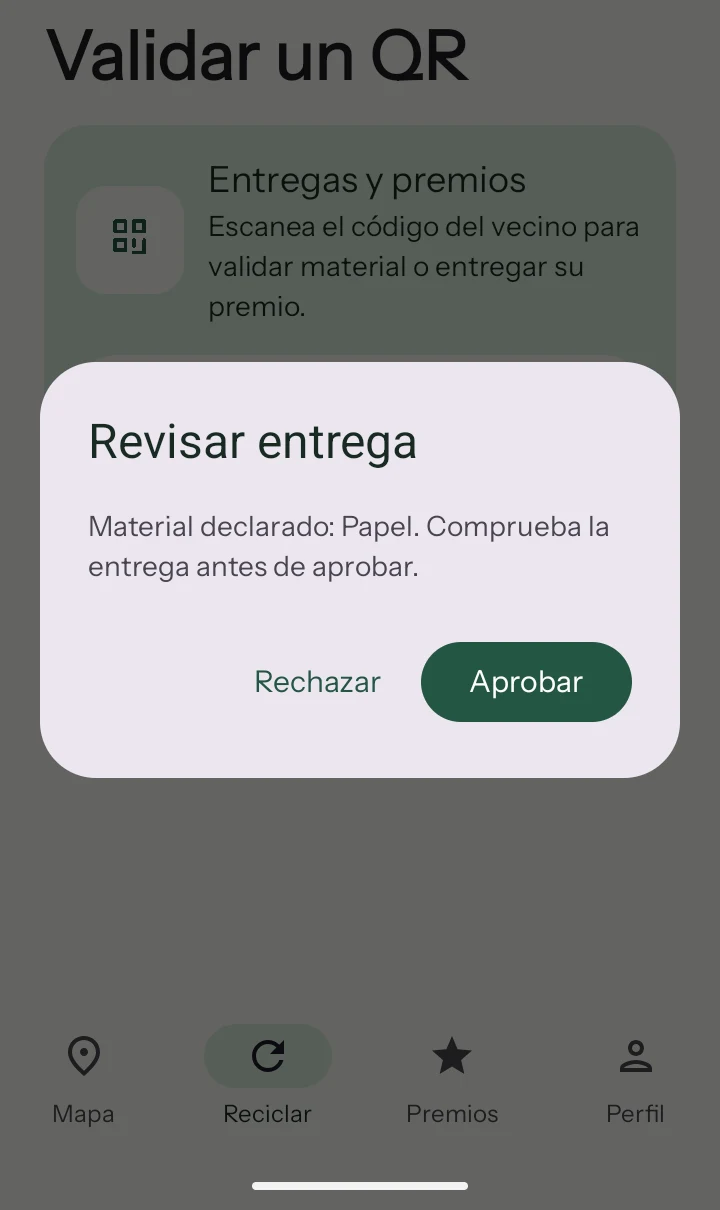 Validar un QR
Entregas y premios
Escanea el código del vecino para
validar material o entregar su
premio.
Revisar entrega
Material declarado: Papel. Comprueba la
entrega antes de aprobar.
Rechazar
Aprobar
Mapa
Reciclar
Premios
Perfil